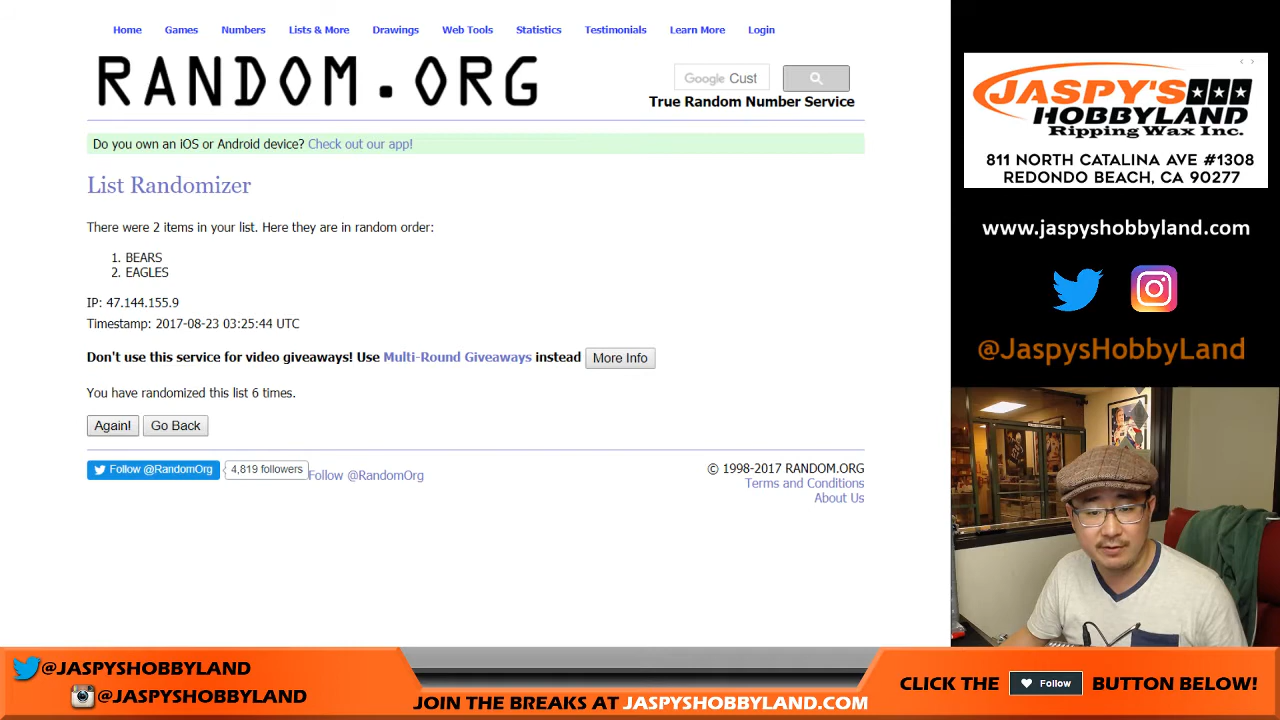 Home Games Numbers Lists & More Drawings Web Tools Statistics Testimonials Learn More Login
RANDOM.ORG
Google Cust
True Random Number Service
Do you own an iOS or Android device? Check out our app!
List Randomizer
There were 2 items in your list. Here they are in random order:
1. BEARS
2. EAGLES
IP: 47.144.155.9
Timestamp: 2017-08-23 03:25:44 UTC
Don't use this service for video giveaways! Use Multi-Round Giveaways instead More Info
You have randomized this list 6 times.
Again! Go Back
Follow @RandomOrg 4,819 followers Follow @RandomOrg
© 1998-2017 RANDOM.ORG
Terms and Conditions
About Us
JASPY'S
HOBBYLAND
Ripping Wax Inc.
811 NORTH CATALINA AVE #1308
REDONDO BEACH, CA 90277
www.jaspyshobbyland.com
@JaspysHobbyLand
@JASPYSHOBBYLAND
@JASPYSHOBBYLAND
JOIN THE BREAKS AT JASPYSHOBBYLAND.COM
CLICK THE Follow BUTTON BELOW!